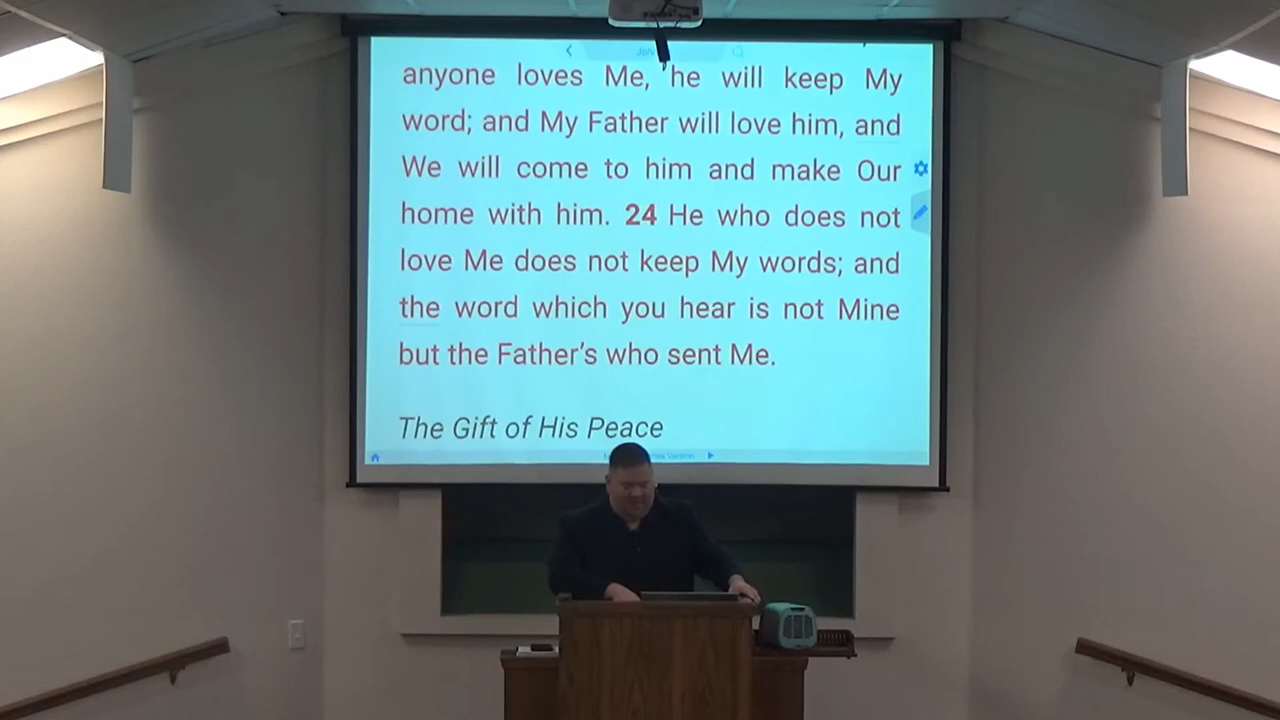 anyone loves Me, he will keep My
word; and My Father will love him, and
We will come to him and make Our
home with him. 24 He who does not
love Me does not keep My words; and
the word which you hear is not Mine
but the Father's who sent Me.
The Gift of His Peace
Version